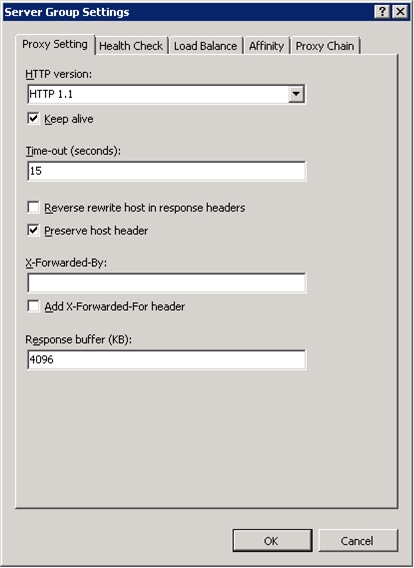 Server Group Settings
Proxy Setting Health Check Load Balance Affinity Proxy Chain
HTTP version:
HTTP 1.1
Keep alive
Time-out (seconds):
15
Reverse rewrite host in response headers
Preserve host header
X-Forwarded-By:
Add X-Forwarded-For header
Response buffer (KB):
4096
OK Cancel